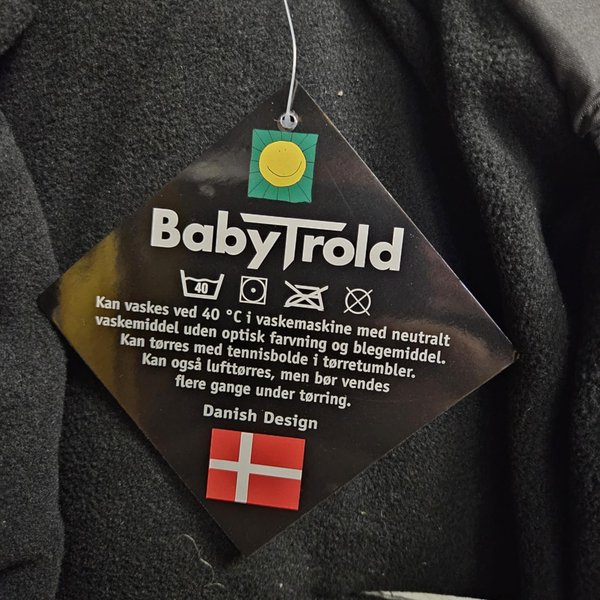 BabyTrold
40
Kan vaskes ved 40 °C i vaskemaskine med neutralt
vaskemiddel uden optisk farvning og blegemiddel.
Kan tørres med tennisbolde i tørretumbler.
Kan også lufttørres, men bør vendes
flere gange under tørring.
Danish Design